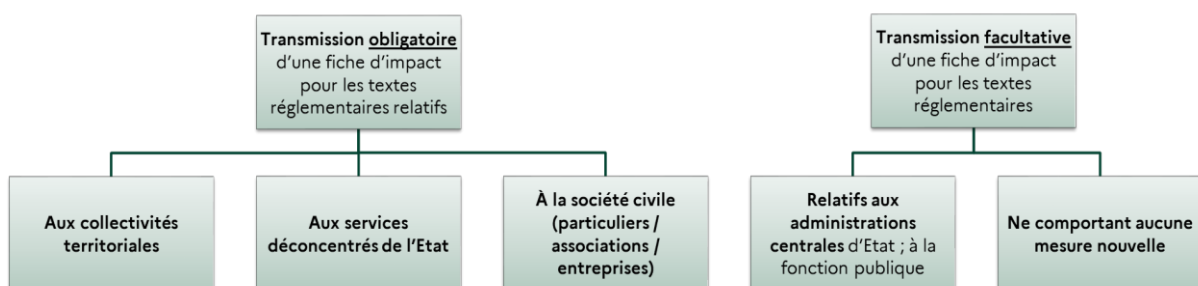 Transmission obligatoire
d’une fiche d’impact
pour les textes
réglementaires relatifs
Transmission facultative
d’une fiche d’impact
pour les textes
réglementaires
Aux collectivités
territoriales
Aux services
déconcentrés de l’Etat
À la société civile
(particuliers /
associations /
entreprises)
Relatifs aux
administrations
centrales d’Etat ; à la
fonction publique
Ne comportant aucune
mesure nouvelle